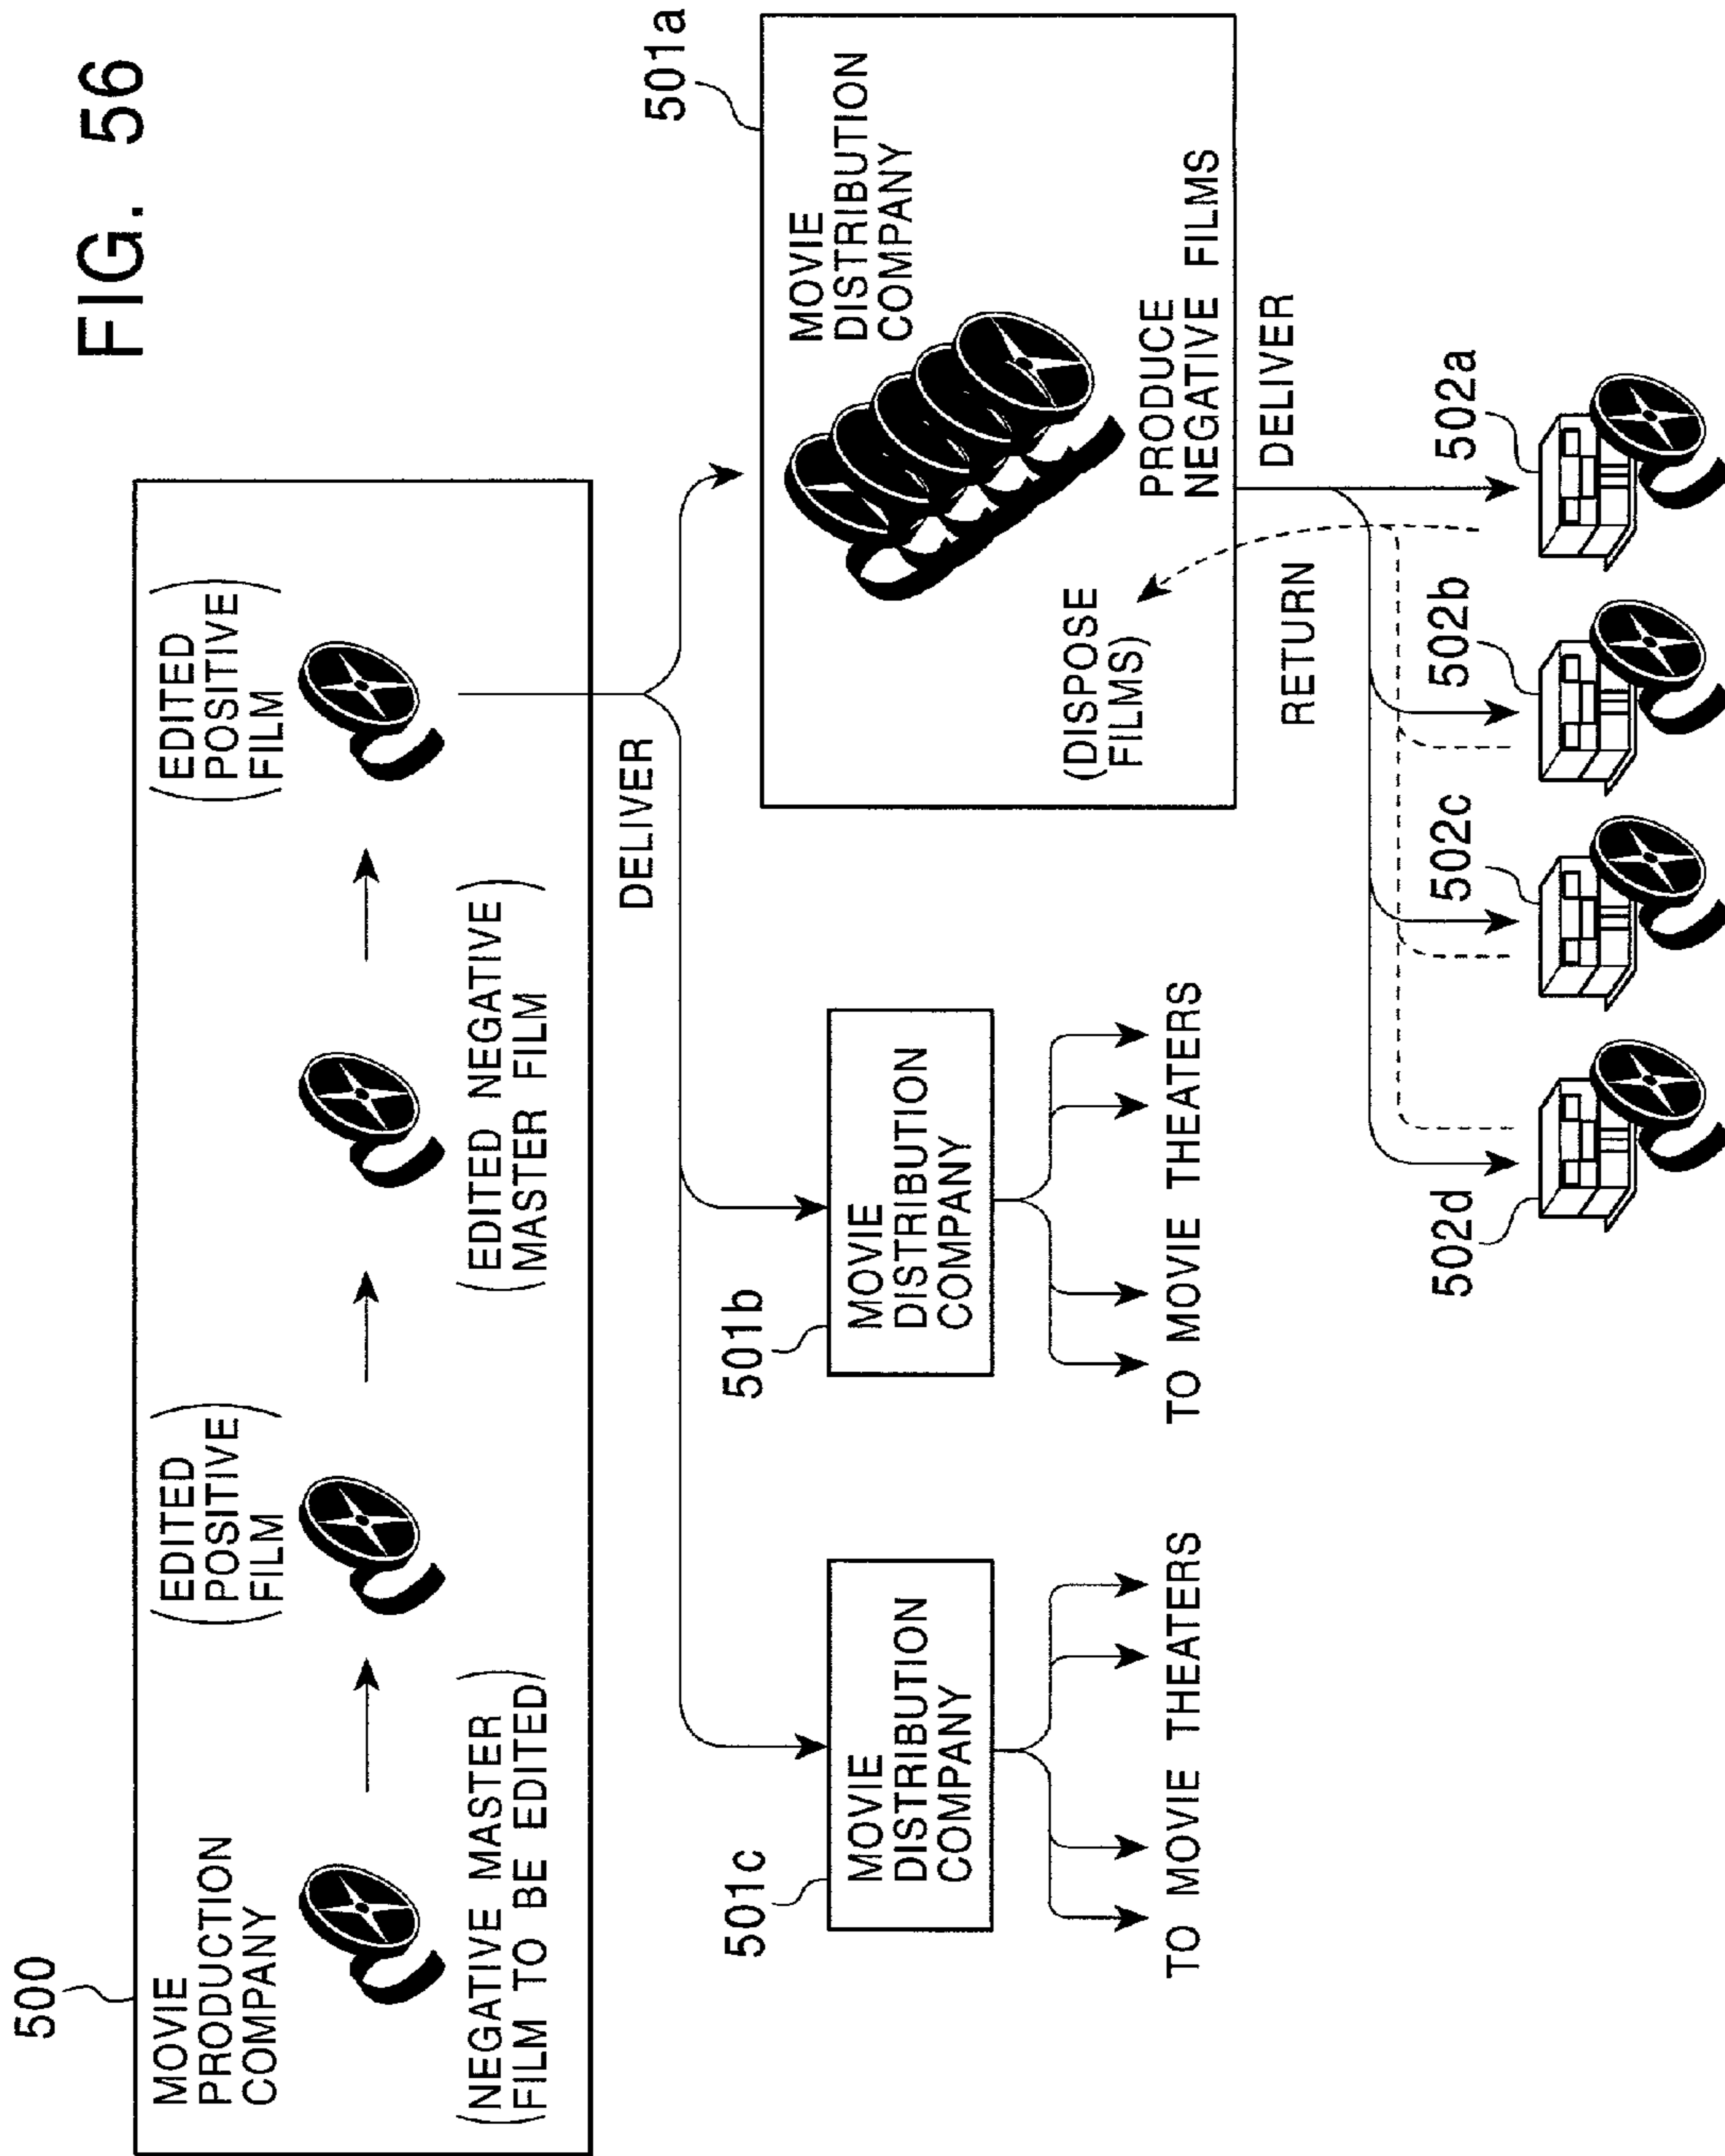 FIG. 56
500
MOVIE
PRODUCTION
COMPANY
(NEGATIVE MASTER
FILM TO BE EDITED)
(EDITED
POSITIVE
FILM)
(EDITED NEGATIVE
MASTER FILM)
(EDITED
POSITIVE
FILM)
DELIVER
501c
MOVIE
DISTRIBUTION
COMPANY
TO MOVIE THEATERS
501b
MOVIE
DISTRIBUTION
COMPANY
TO MOVIE THEATERS
501a
MOVIE
DISTRIBUTION
COMPANY
PRODUCE
NEGATIVE FILMS
(DISPOSE
FILMS)
DELIVER
RETURN
502d
502c
502b
502a